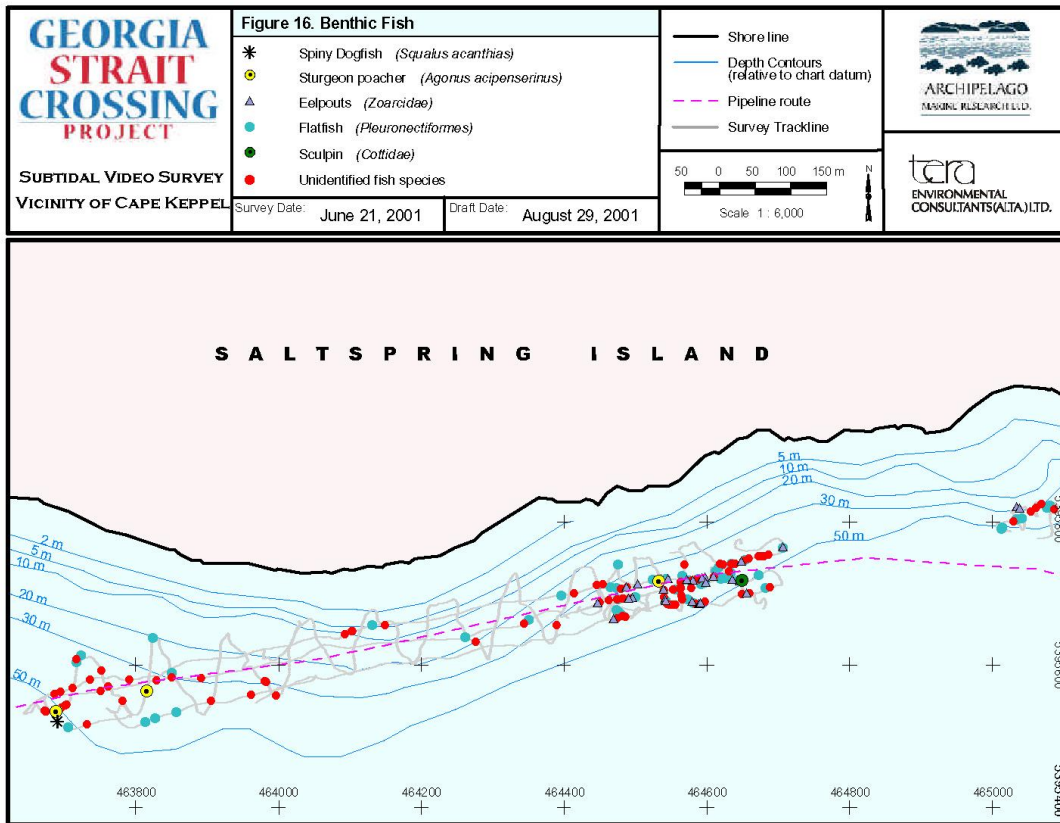 GEORGIA
STRAIT
CROSSING
PROJECT
SUBTIDAL VIDEO SURVEY
VICINITY OF CAPE KEPPEL
Figure 16. Benthic Fish
Spiny Dogfish (Squalus acanthias)
Sturgeon poacher (Agonus acipenserinus)
Eelpouts (Zoarcidae)
Flatfish (Pleuronectiformes)
Sculpin (Cottidae)
Unidentified fish species
Survey Date: June 21, 2001
Draft Date: August 29, 2001
Shore line
Depth Contours
(relative to chart datum)
Pipeline route
Survey Trackline
50 0 50 100 150 m
N
Scale 1 : 6,000
ARCHIPELAGO
MARINE RESEARCH LTD.
tera
ENVIRONMENTAL
CONSULTANTS (ALTA.) LTD.
SALTSPRING ISLAND
5 m
10 m
20 m
30 m
50 m
2 m
5 m
10 m
20 m
30 m
50 m
463800
464000
464200
464400
464600
464800
465000
5395400